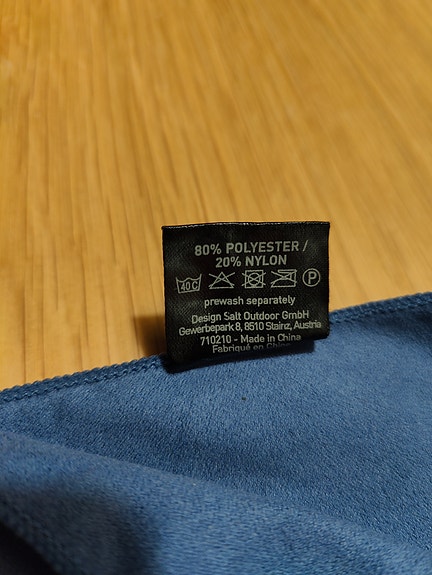 80% POLYESTER /
20% NYLON
40C P
prewash separately
Design Salt Outdoor GmbH
Gewerbepark 8, 8510 Stainz, Austria
710210 - Made in China
Fabriqué en Chine